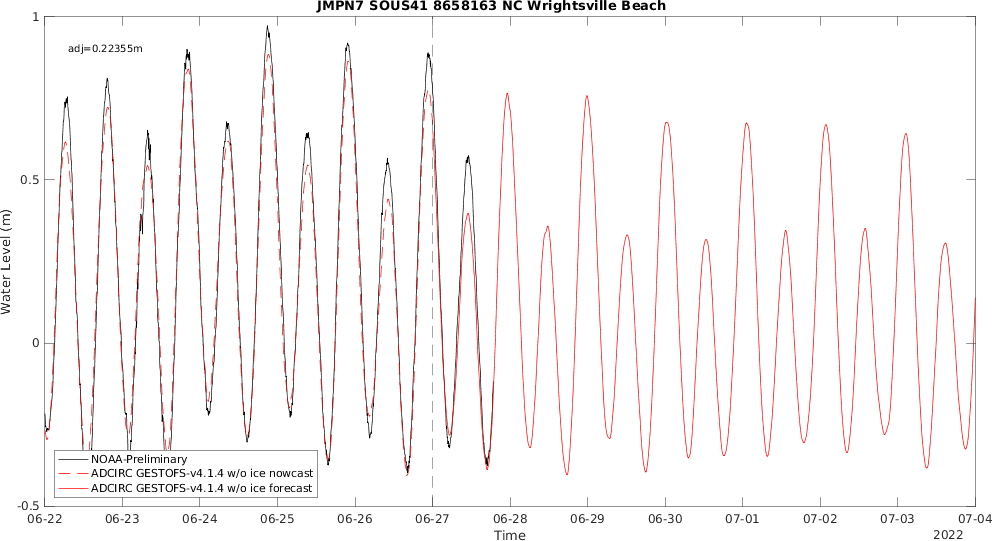 JMPN7 SOUS41 8658163 NC Wrightsville Beach
adj=0.22355m
1
0.5
0
-0.5
Water Level (m)
NOAA-Preliminary
ADCIRC GESTOFS-v4.1.4 w/o ice nowcast
ADCIRC GESTOFS-v4.1.4 w/o ice forecast
06-22 06-23 06-24 06-25 06-26 06-27 06-28 06-29 06-30 07-01 07-02 07-03 07-04
Time
2022